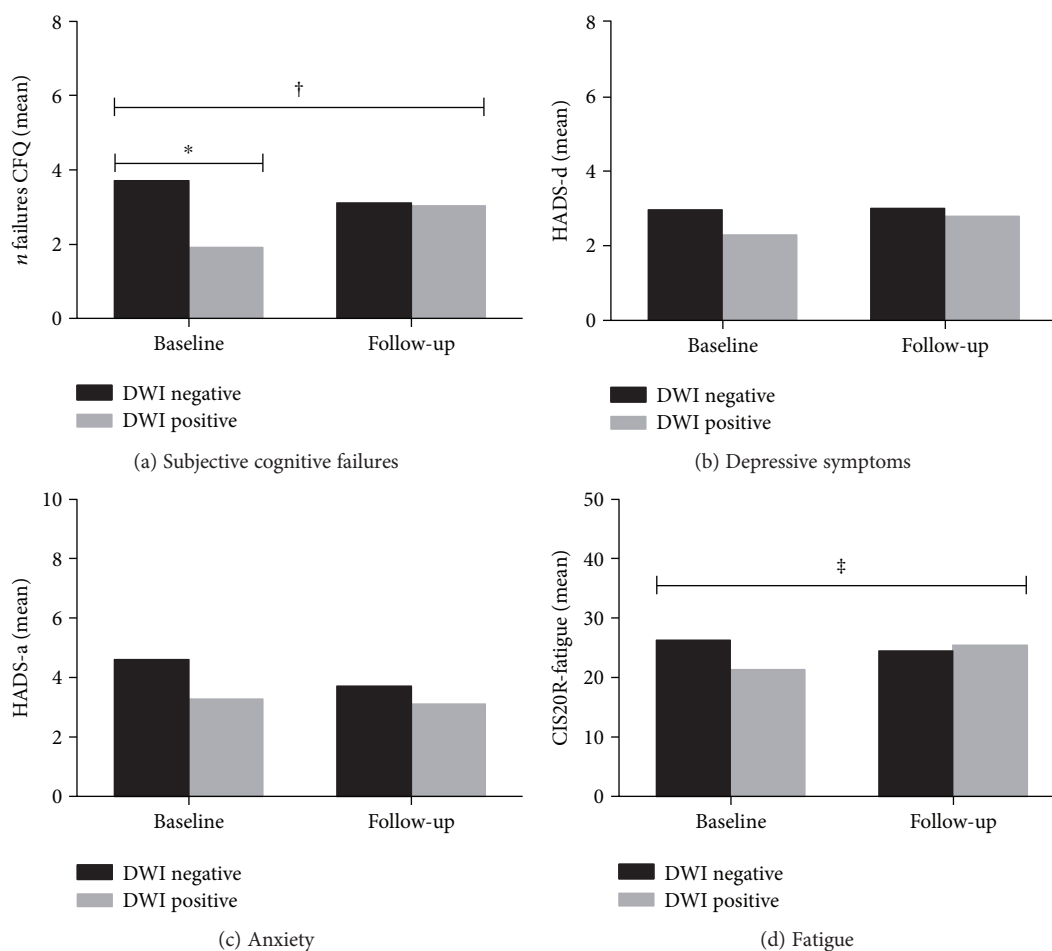 8
6
4
2
0
n failures CFQ (mean)
†
*
Baseline
Follow-up
DWI negative
DWI positive
(a) Subjective cognitive failures
8
6
4
2
0
HADS-d (mean)
Baseline
Follow-up
DWI negative
DWI positive
(b) Depressive symptoms
10
8
6
4
2
0
HADS-a (mean)
Baseline
Follow-up
DWI negative
DWI positive
(c) Anxiety
50
40
30
20
10
0
CIS20R-fatigue (mean)
‡
Baseline
Follow-up
DWI negative
DWI positive
(d) Fatigue